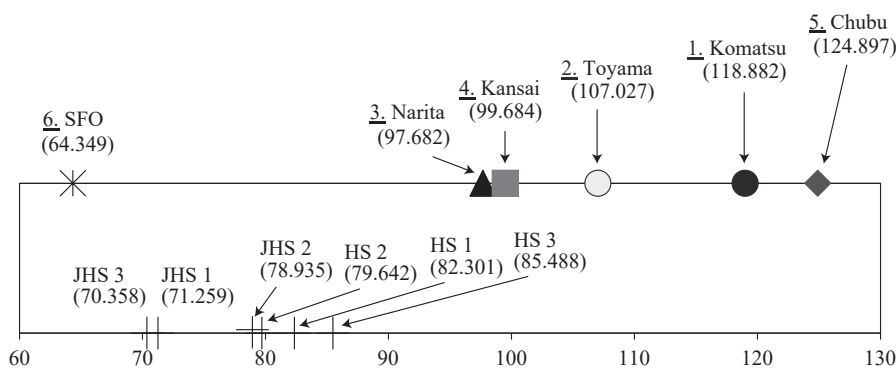 5. Chubu
(124.897)
1. Komatsu
(118.882)
2. Toyama
(107.027)
4. Kansai
(99.684)
3. Narita
(97.682)
6. SFO
(64.349)
JHS 3
(70.358)
JHS 1
(71.259)
JHS 2
(78.935)
HS 2
(79.642)
HS 1
(82.301)
HS 3
(85.488)
60 70 80 90 100 110 120 130